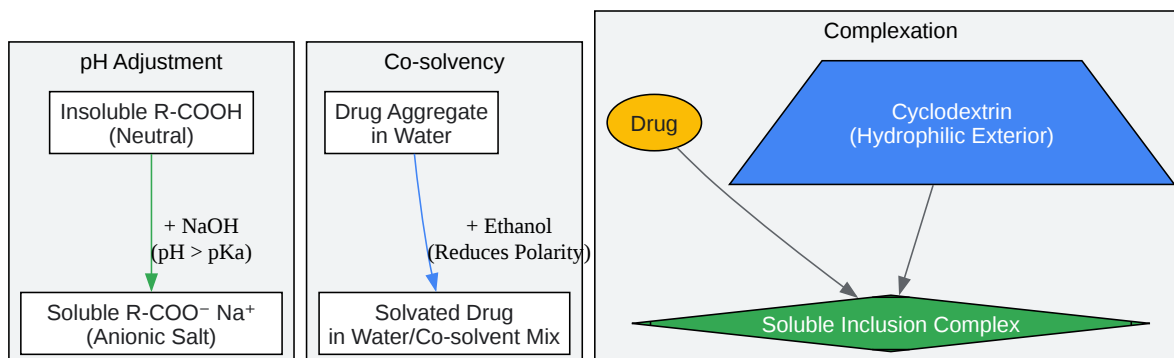 pH Adjustment
Insoluble R-COOH
(Neutral)
+ NaOH
(pH > pKa)
Soluble R-COO⁻ Na⁺
(Anionic Salt)
Co-solvency
Drug Aggregate
in Water
+ Ethanol
(Reduces Polarity)
Solvated Drug
in Water/Co-solvent Mix
Complexation
Drug
Cyclodextrin
(Hydrophilic Exterior)
Soluble Inclusion Complex